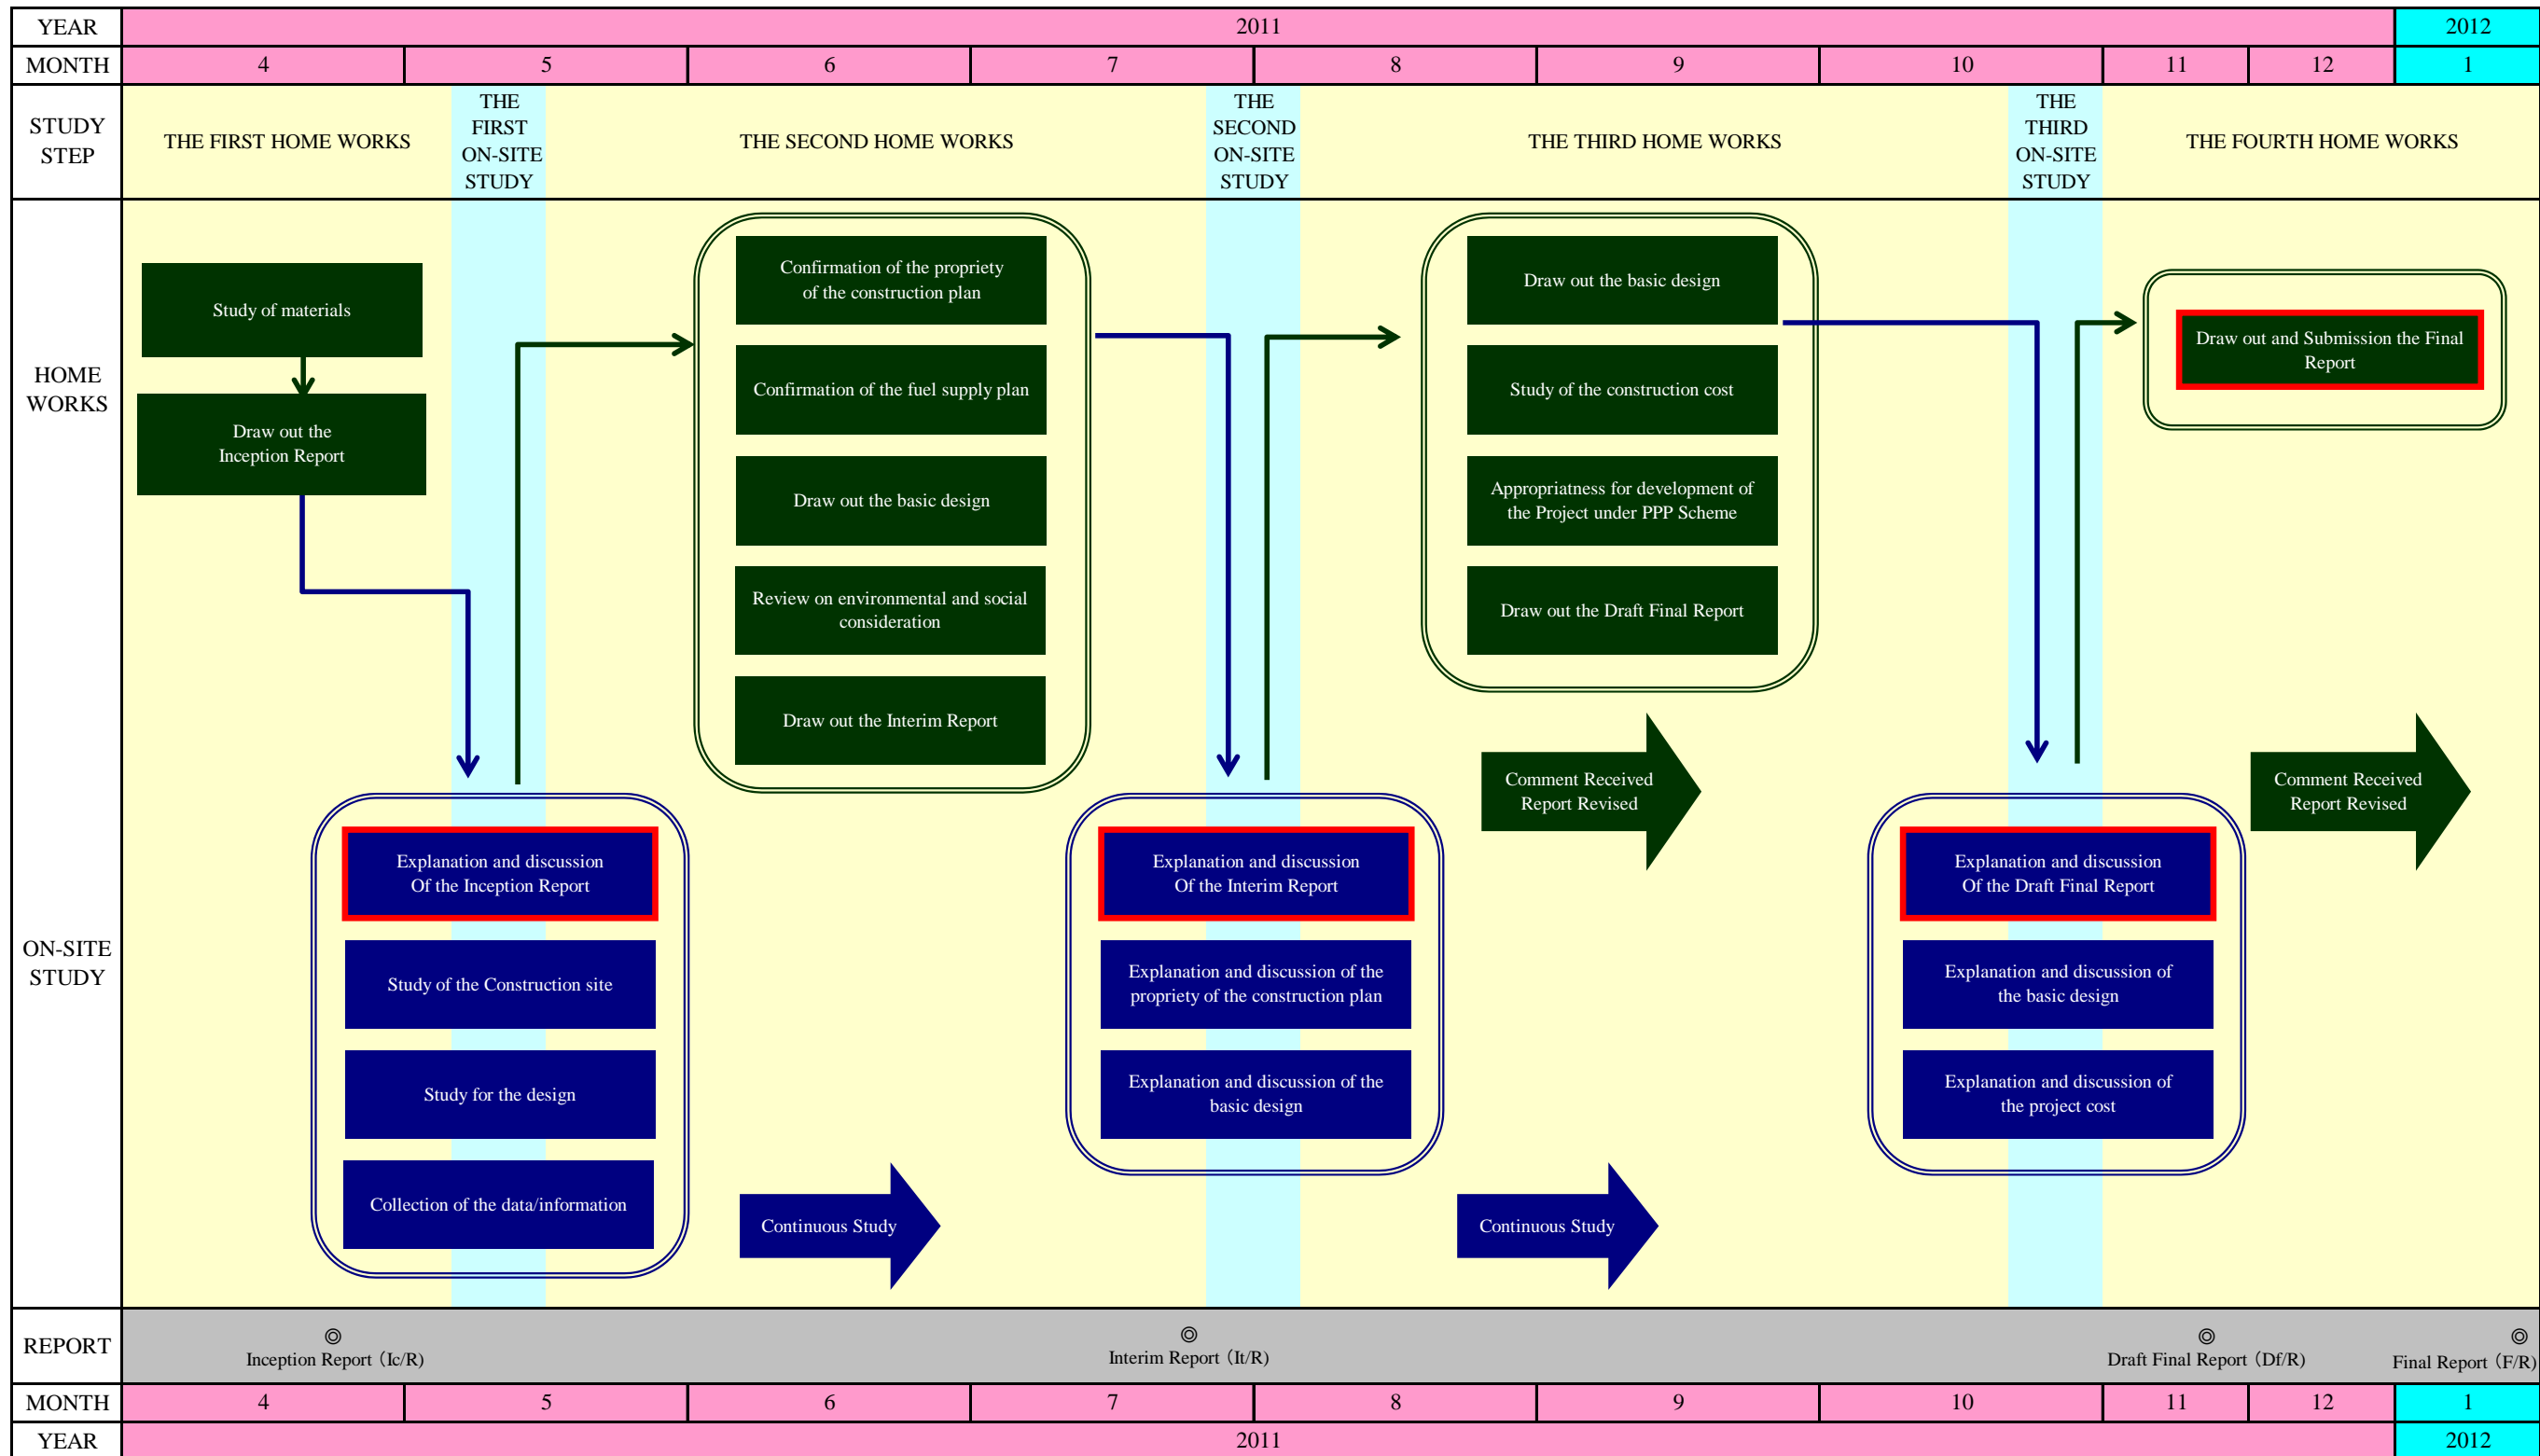 YEAR
2011
2012
MONTH
4
5
6
7
8
9
10
11
12
1
STUDY
STEP
THE FIRST HOME WORKS
THE
FIRST
ON-SITE
STUDY
THE SECOND HOME WORKS
THE
SECOND
ON-SITE
STUDY
THE THIRD HOME WORKS
THE
THIRD
ON-SITE
STUDY
THE FOURTH HOME WORKS
HOME
WORKS
Study of materials
Draw out the
Inception Report
Confirmation of the propriety
of the construction plan
Confirmation of the fuel supply plan
Draw out the basic design
Review on environmental and social
consideration
Draw out the Interim Report
Draw out the basic design
Study of the construction cost
Appropriatness for development of
the Project under PPP Scheme
Draw out the Draft Final Report
Draw out and Submission the Final
Report
Comment Received
Report Revised
Comment Received
Report Revised
ON-SITE
STUDY
Explanation and discussion
Of the Inception Report
Study of the Construction site
Study for the design
Collection of the data/information
Continuous Study
Explanation and discussion
Of the Interim Report
Explanation and discussion of the
propriety of the construction plan
Explanation and discussion of the
basic design
Continuous Study
Explanation and discussion
Of the Draft Final Report
Explanation and discussion of
the basic design
Explanation and discussion of
the project cost
REPORT
◎
Inception Report（Ic/R)
◎
Interim Report（It/R)
◎
Draft Final Report（Df/R)
◎
Final Report（F/R)
MONTH
4
5
6
7
8
9
10
11
12
1
YEAR
2011
2012